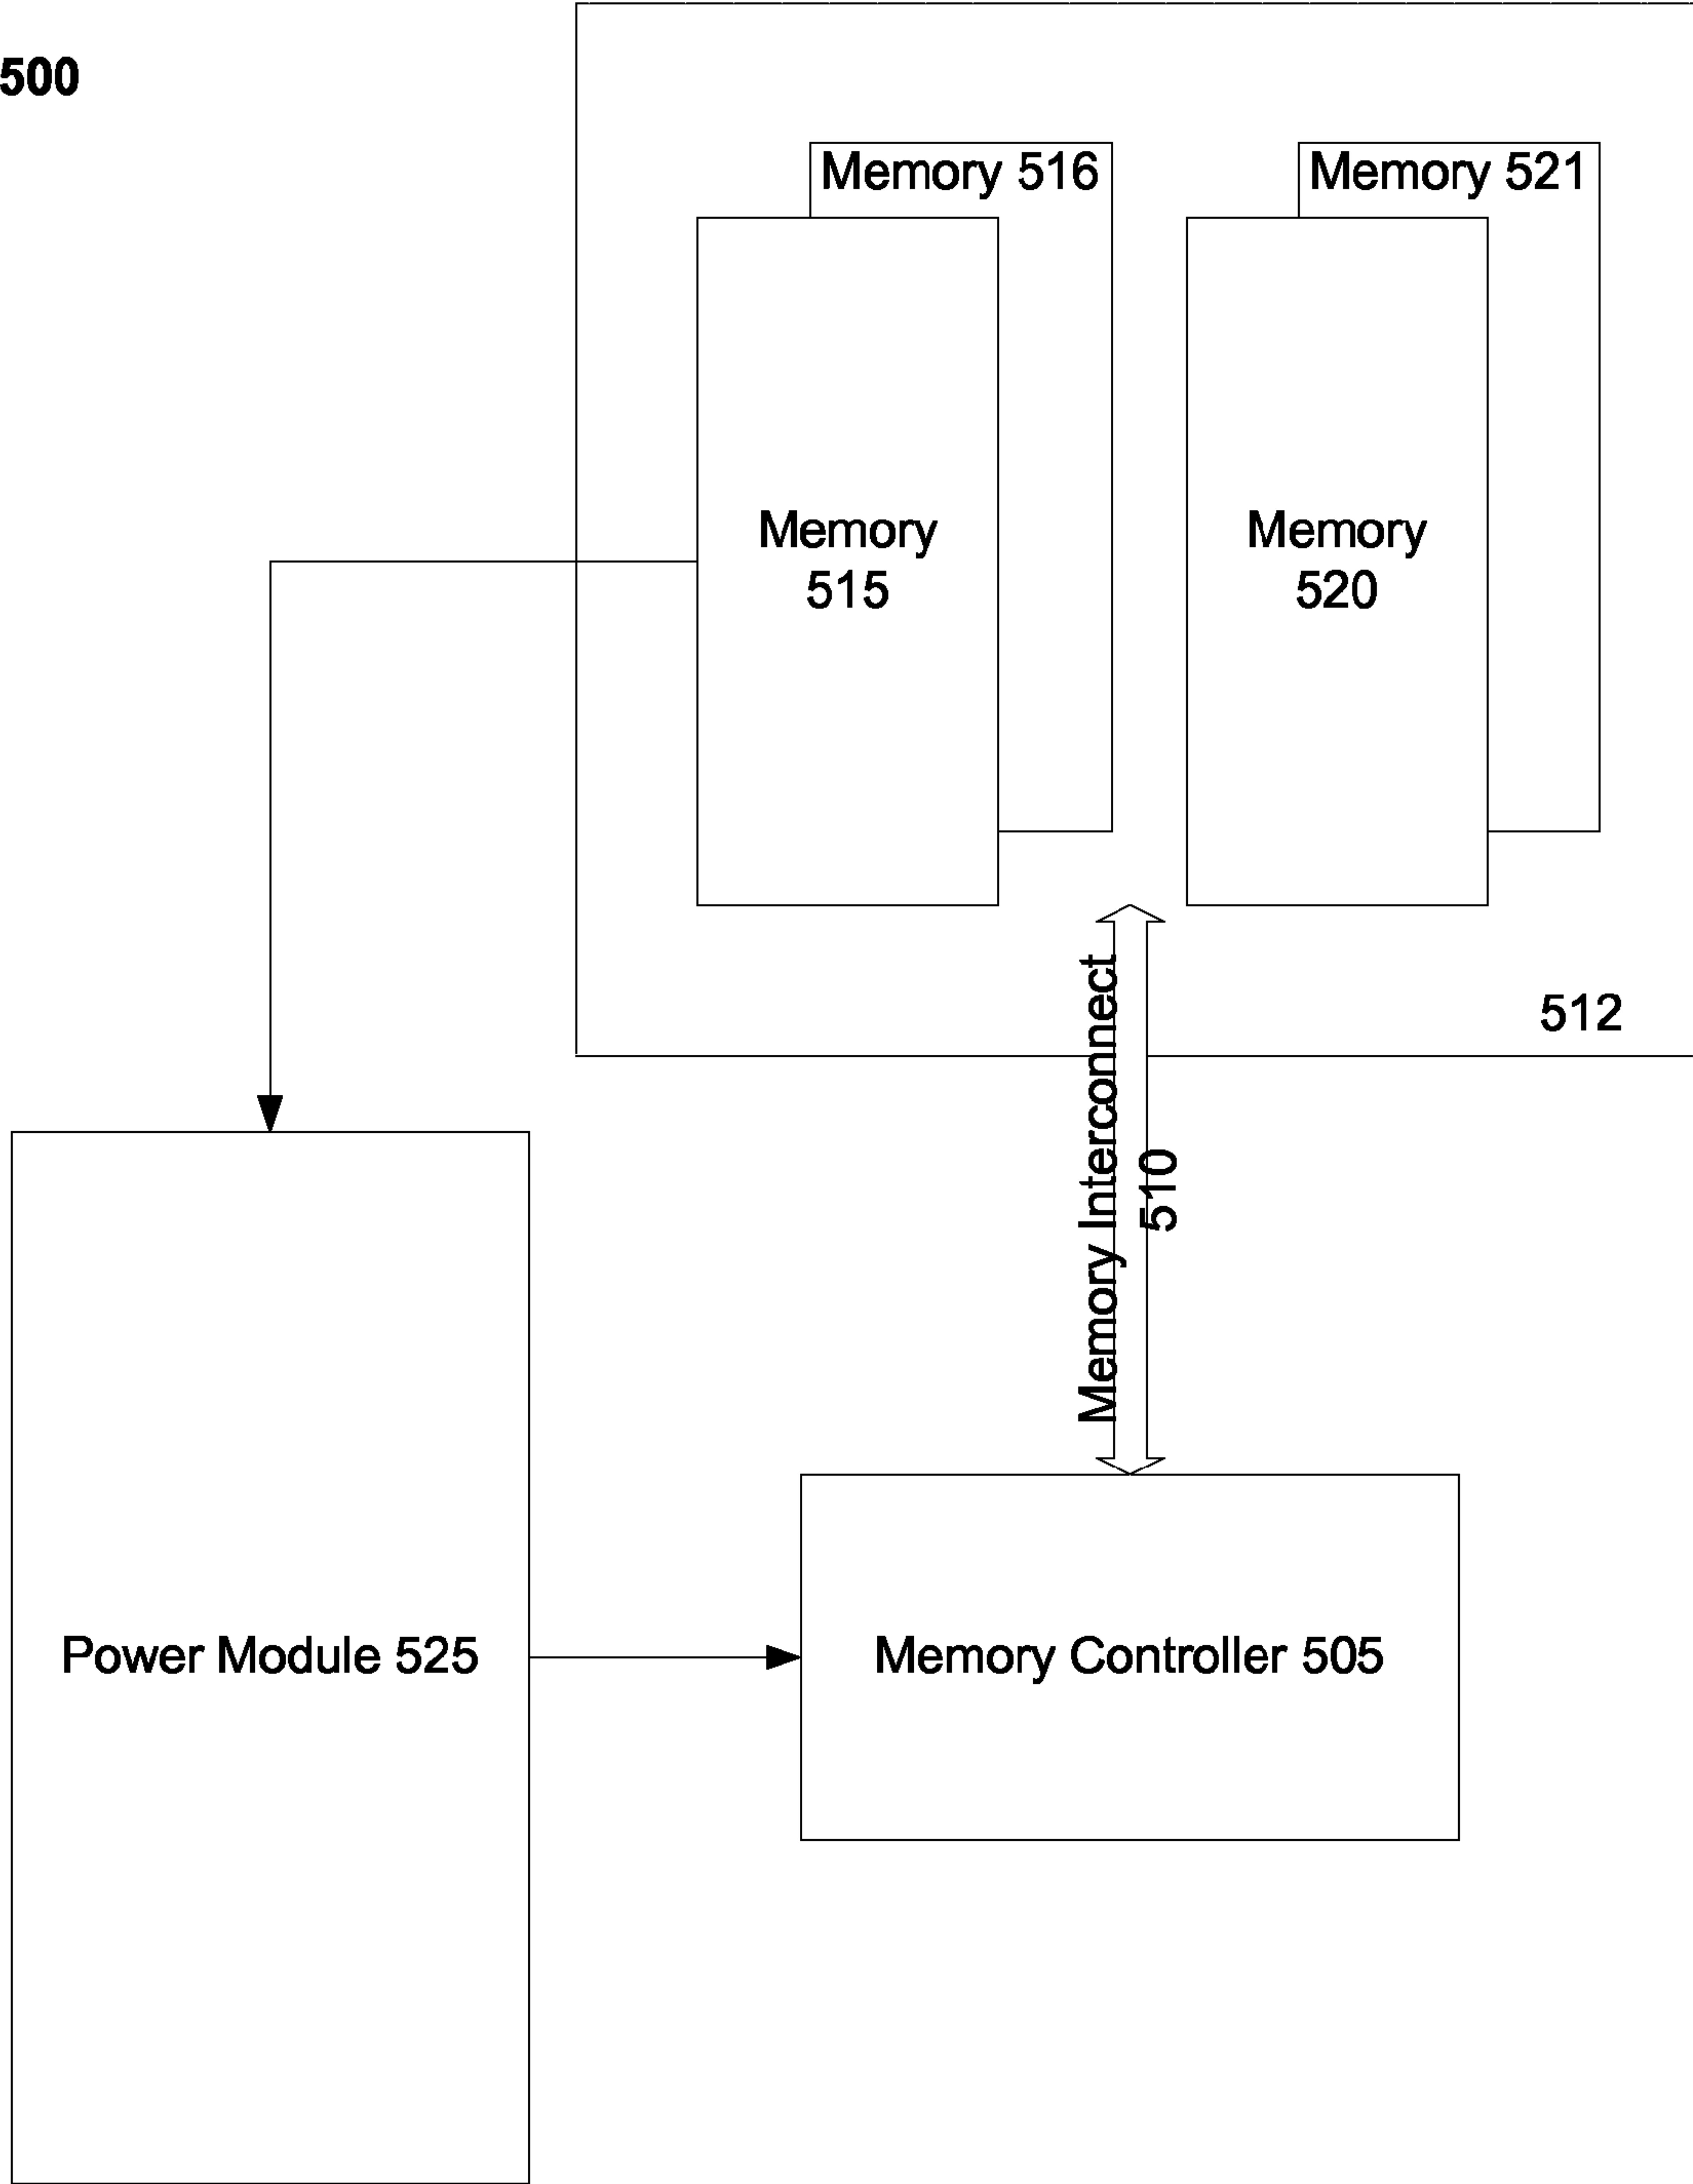 500
Memory 516
Memory 521
Memory
515
Memory
520
512
Memory Interconnect
510
Power Module 525
Memory Controller 505